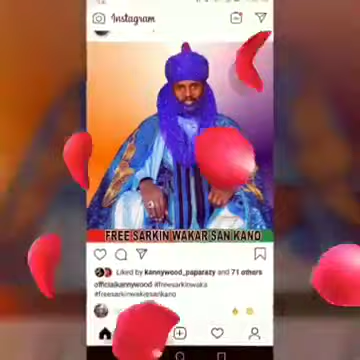 Instagram
FREE SARKIN WAKAR SAN KANO
Liked by kannywood_paparazy and 71 others
officialkannywood #freesarkinwaka
#freesarkinwakarsankano